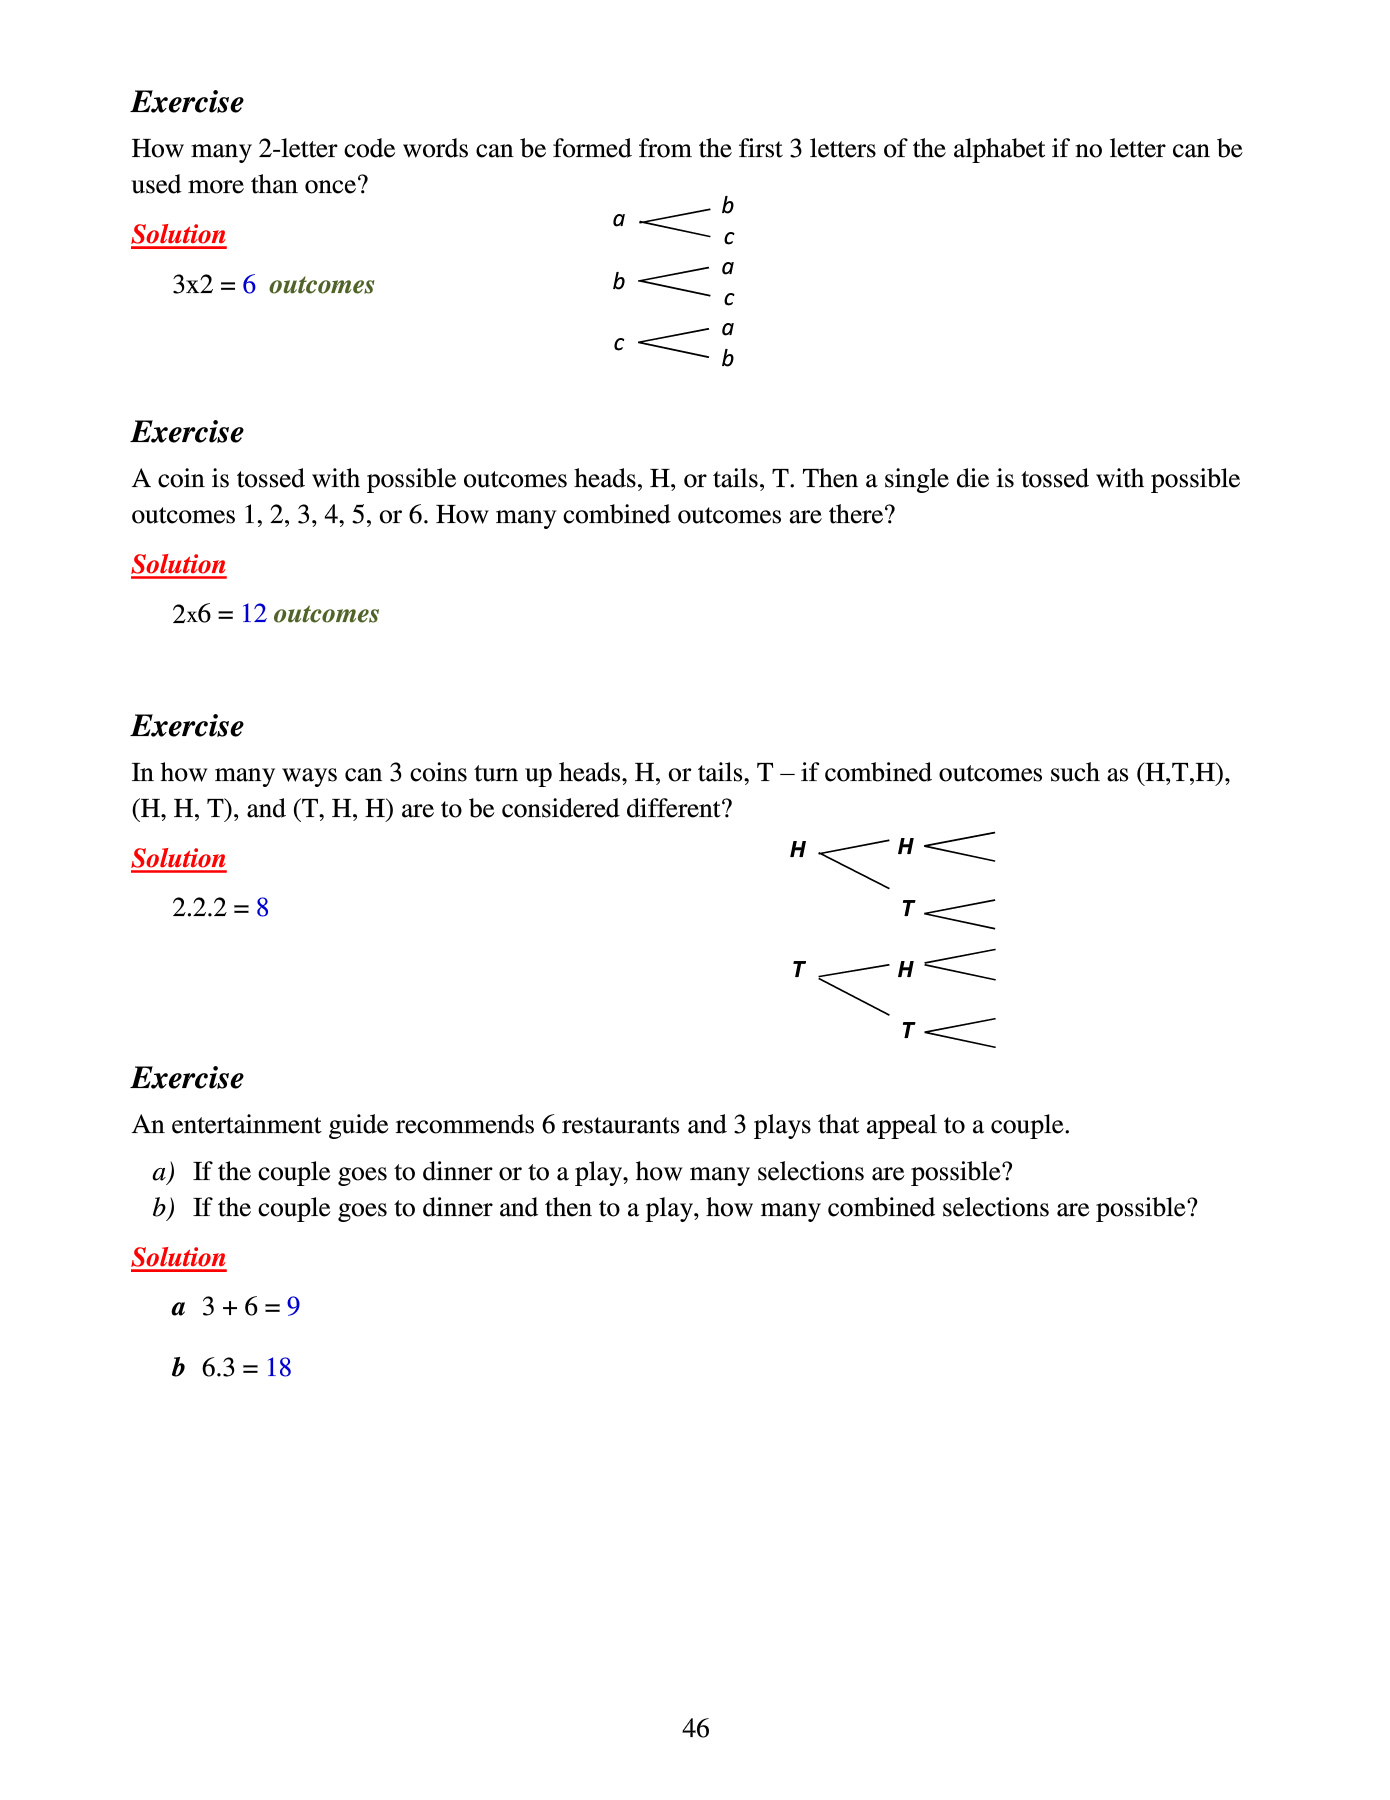 Exercise
How many 2-letter code words can be formed from the first 3 letters of the alphabet if no letter can be
used more than once?
Solution
3x2 = 6 outcomes
a
b
c
b
a
c
c
a
b
Exercise
A coin is tossed with possible outcomes heads, H, or tails, T. Then a single die is tossed with possible
outcomes 1, 2, 3, 4, 5, or 6. How many combined outcomes are there?
Solution
2x6 = 12 outcomes
Exercise
In how many ways can 3 coins turn up heads, H, or tails, T – if combined outcomes such as (H,T,H),
(H, H, T), and (T, H, H) are to be considered different?
Solution
2.2.2 = 8
H
H
T
T
H
T
Exercise
An entertainment guide recommends 6 restaurants and 3 plays that appeal to a couple.
a) If the couple goes to dinner or to a play, how many selections are possible?
b) If the couple goes to dinner and then to a play, how many combined selections are possible?
Solution
a 3 + 6 = 9
b 6.3 = 18
46